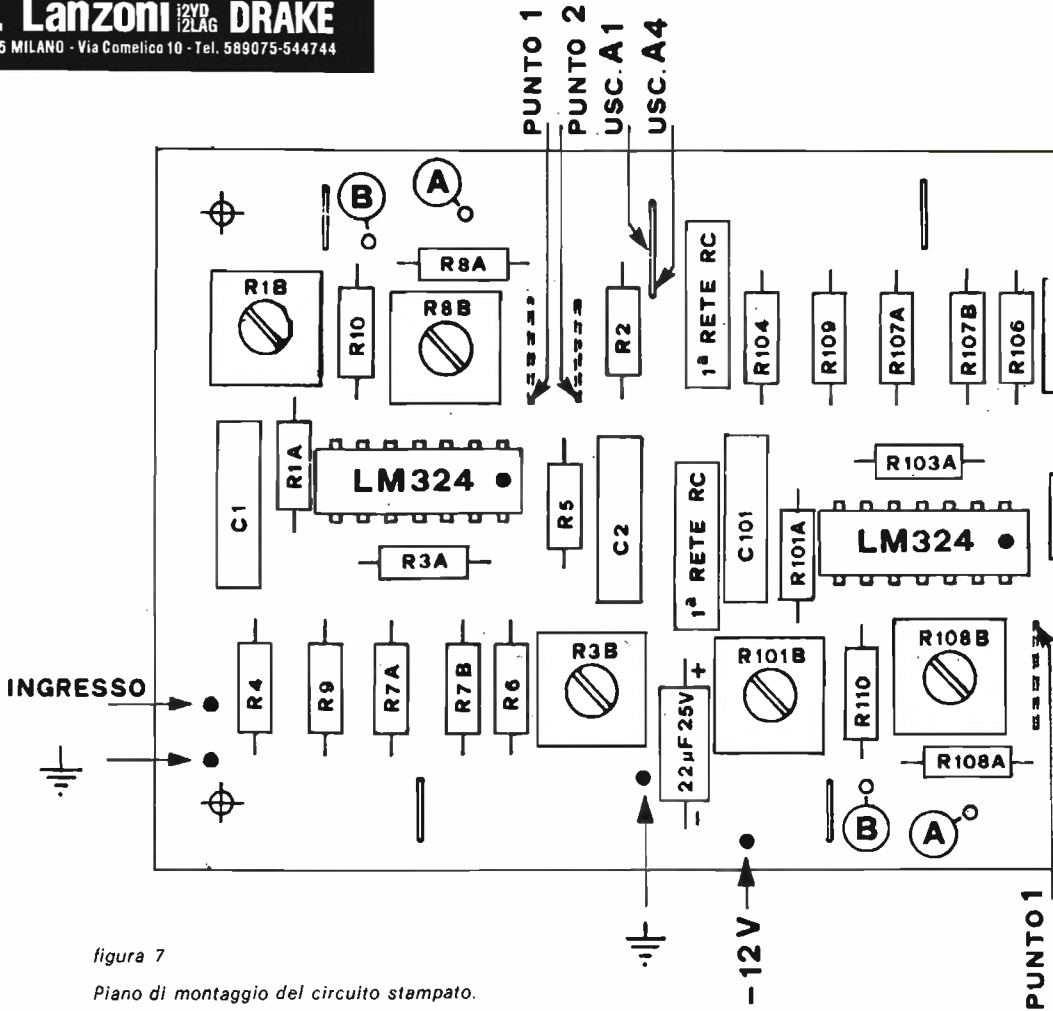 Lanzoni i2YD i2LAG DRAKE
MILANO - Via Comelico 10 - Tel. 589075-544744
PUNTO 1
PUNTO 2
USC. A1
USC. A4
B
A
R8A
R1B
R10
R8B
R2
1ª RETE RC
R104
R109
R107A
R107B
R106
C1
R1A
LM324
R5
C2
1ª RETE RC
C101
R101A
R103A
LM324
R3A
INGRESSO
R4
R9
R7A
R7B
R6
R3B
22µF 25V
+
-
R101B
R110
R108B
R108A
B
A
-12V
PUNTO 1
figura 7
Piano di montaggio del circuito stampato.